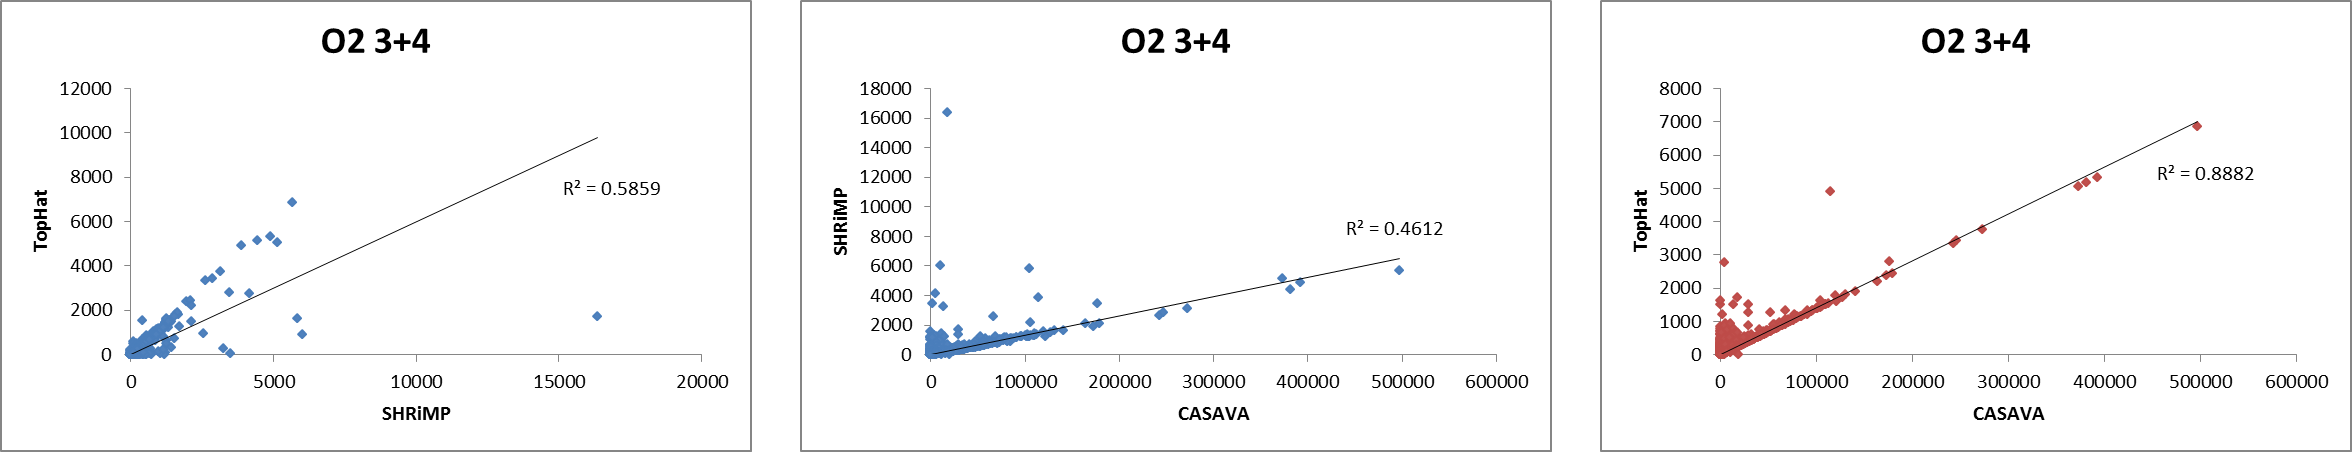 O2 3+4
12000
10000
8000
6000
4000
2000
0
0 5000 10000 15000 20000
TopHat
SHRiMP
R² = 0.5859
O2 3+4
18000
16000
14000
12000
10000
8000
6000
4000
2000
0
0 100000 200000 300000 400000 500000 600000
SHRiMP
CASAVA
R² = 0.4612
O2 3+4
8000
7000
6000
5000
4000
3000
2000
1000
0
0 100000 200000 300000 400000 500000 600000
TopHat
CASAVA
R² = 0.8882